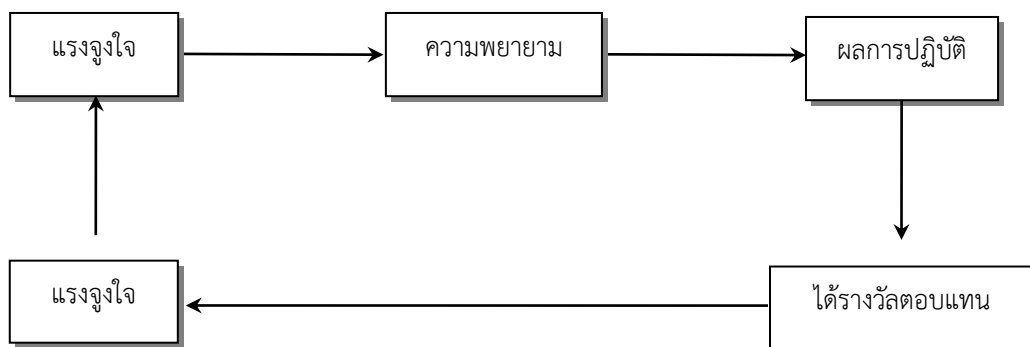 แรงจูงใจ
ความพยายาม
ผลการปฏิบัติ
แรงจูงใจ
ได้รางวัลตอบแทน